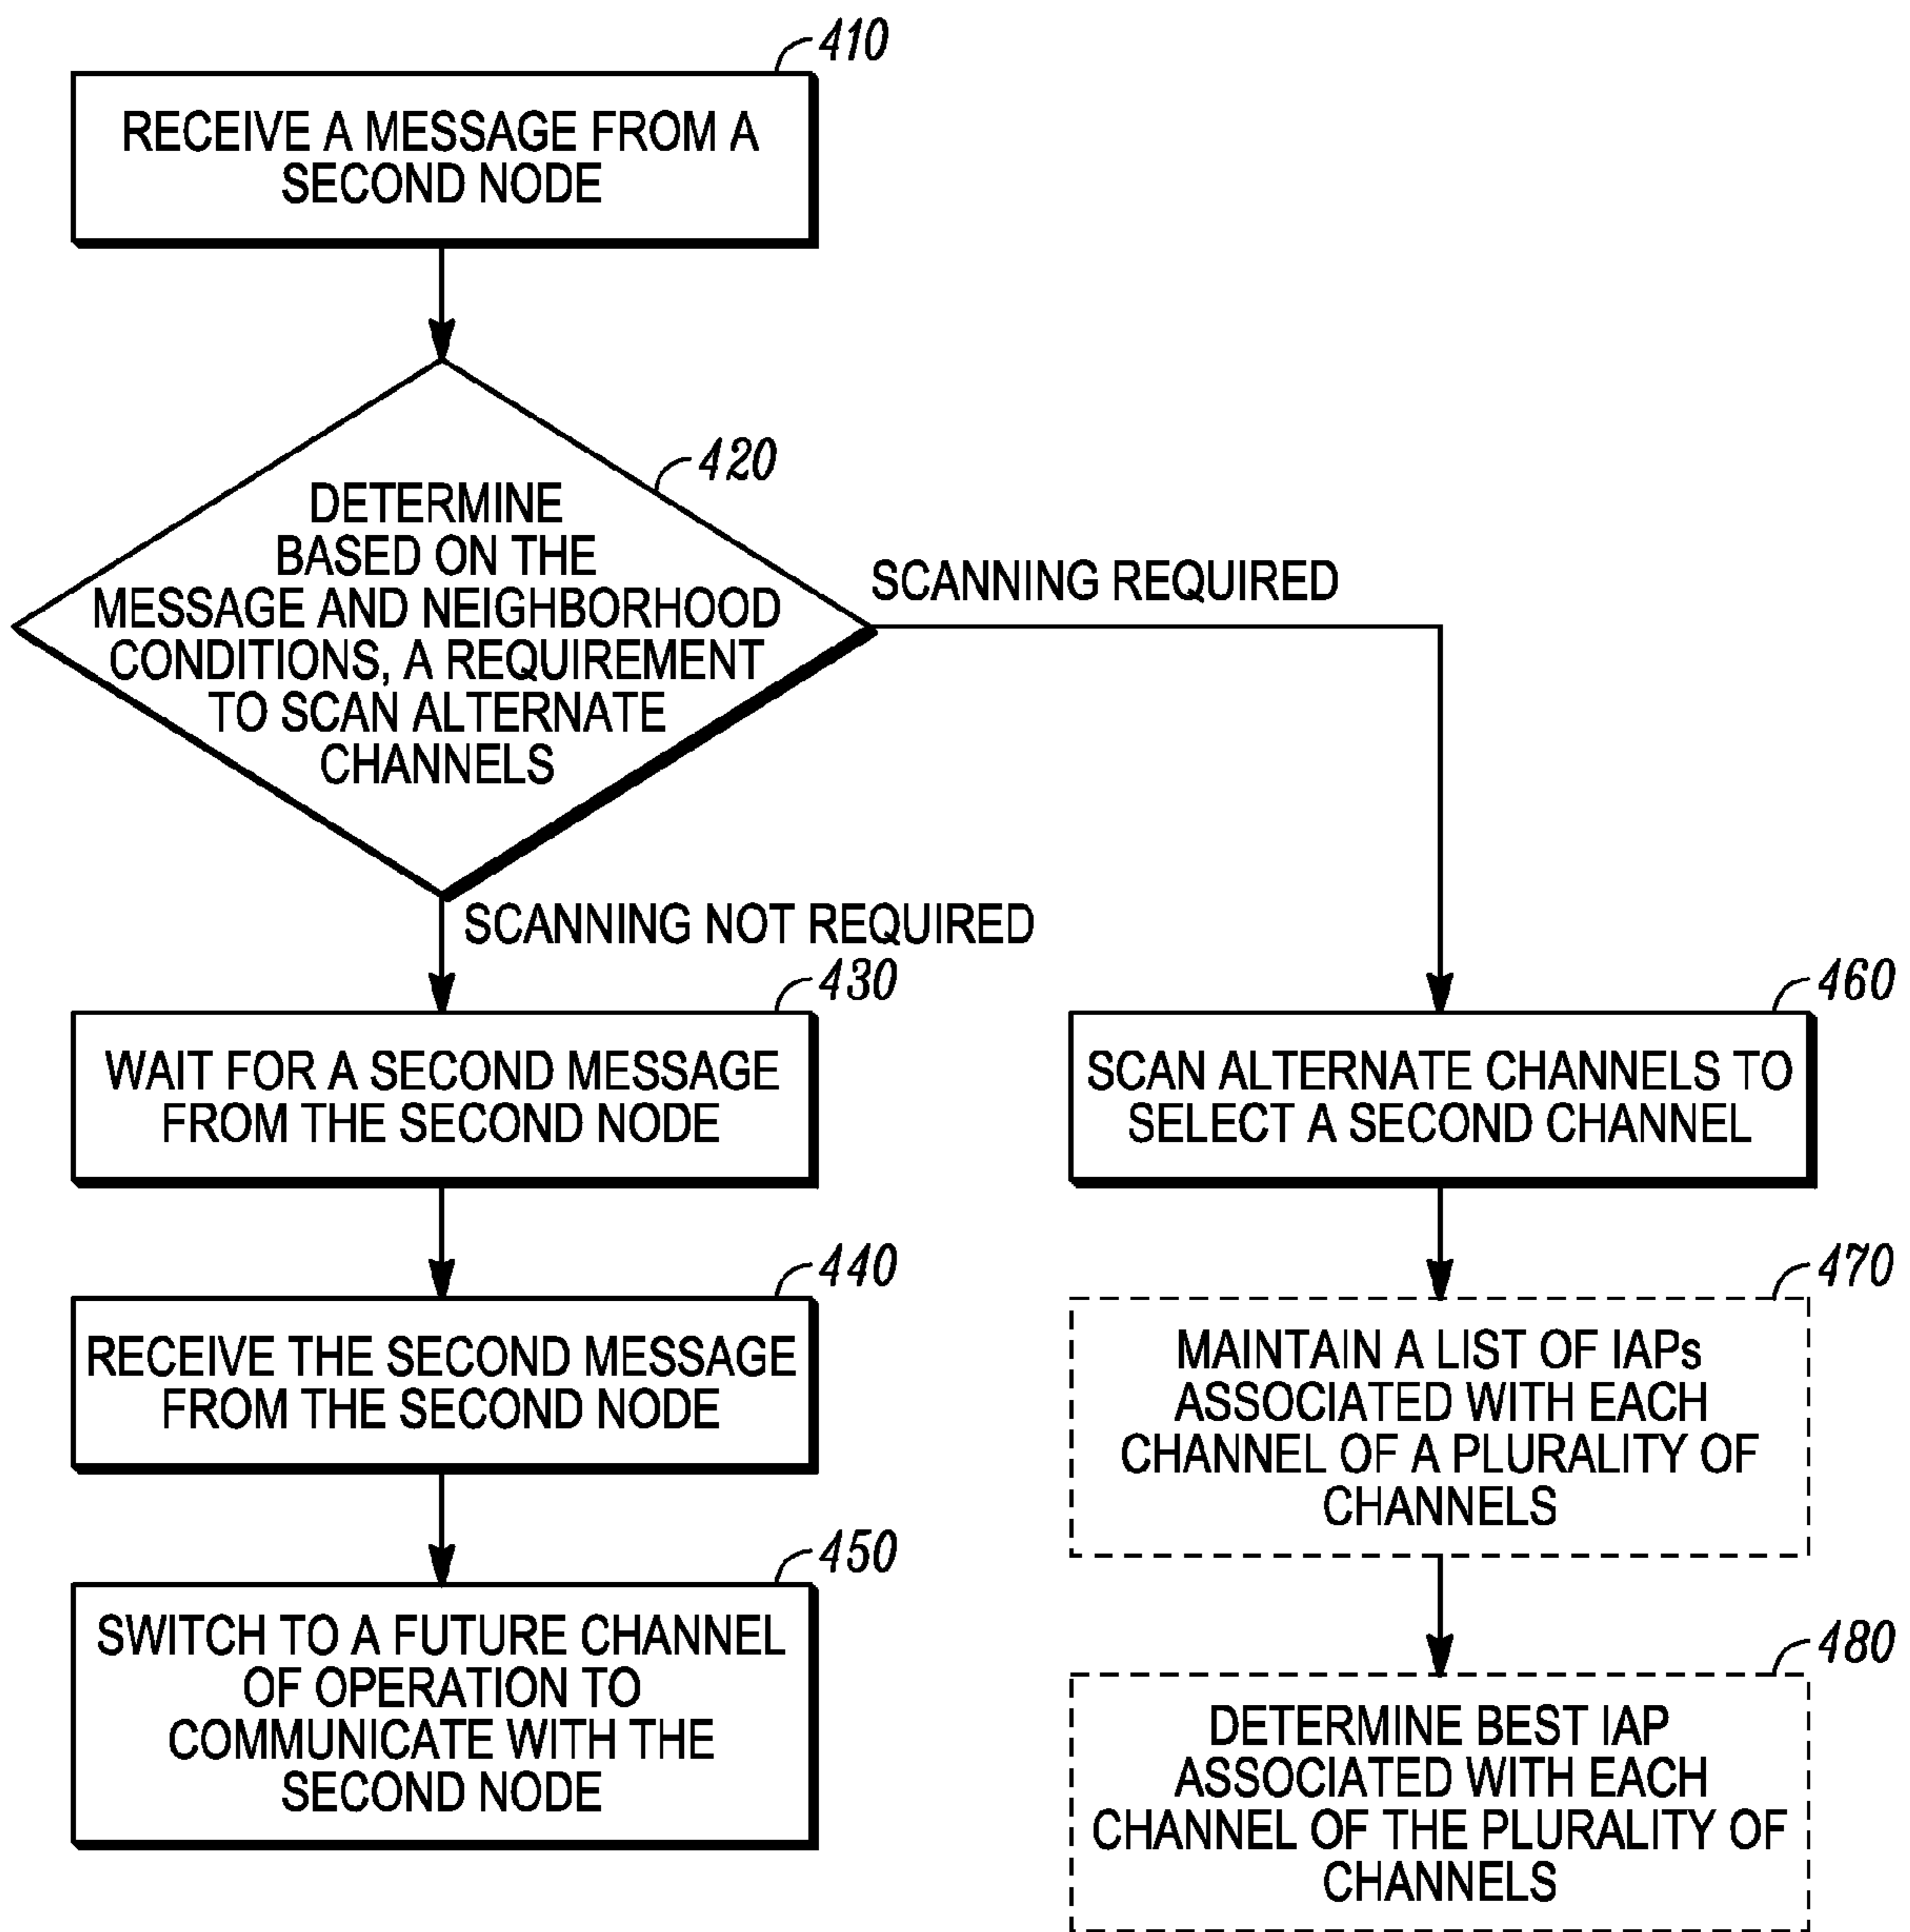 410
RECEIVE A MESSAGE FROM A
SECOND NODE
420
DETERMINE
BASED ON THE
MESSAGE AND NEIGHBORHOOD
CONDITIONS, A REQUIREMENT
TO SCAN ALTERNATE
CHANNELS
SCANNING REQUIRED
SCANNING NOT REQUIRED
430
WAIT FOR A SECOND MESSAGE
FROM THE SECOND NODE
440
RECEIVE THE SECOND MESSAGE
FROM THE SECOND NODE
450
SWITCH TO A FUTURE CHANNEL
OF OPERATION TO
COMMUNICATE WITH THE
SECOND NODE
460
SCAN ALTERNATE CHANNELS TO
SELECT A SECOND CHANNEL
470
MAINTAIN A LIST OF IAPs
ASSOCIATED WITH EACH
CHANNEL OF A PLURALITY OF
CHANNELS
480
DETERMINE BEST IAP
ASSOCIATED WITH EACH
CHANNEL OF THE PLURALITY OF
CHANNELS